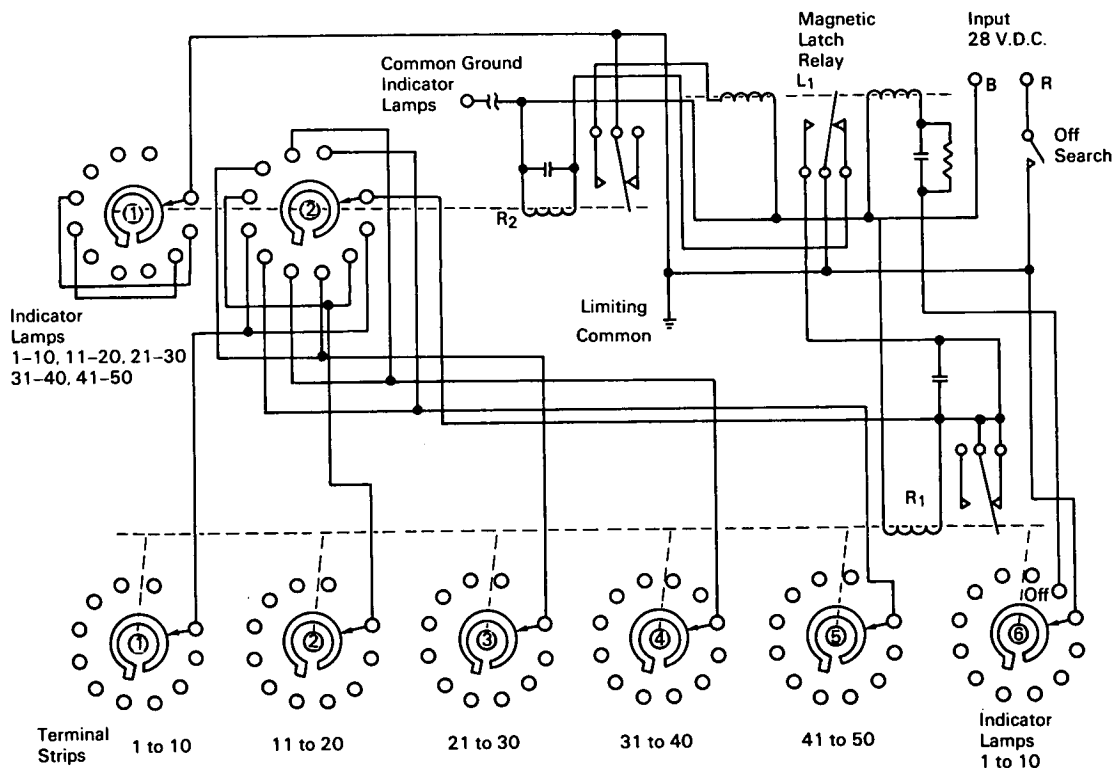 Magnetic
Latch
Relay
L1
Input
28 V.D.C.
Common Ground
Indicator
Lamps
B
R
Off
Search
1
2
R2
Indicator
Lamps
1–10, 11–20, 21–30
31–40, 41–50
Limiting
Common
R1
Off
1
2
3
4
5
6
Terminal
Strips
1 to 10
11 to 20
21 to 30
31 to 40
41 to 50
Indicator
Lamps
1 to 10